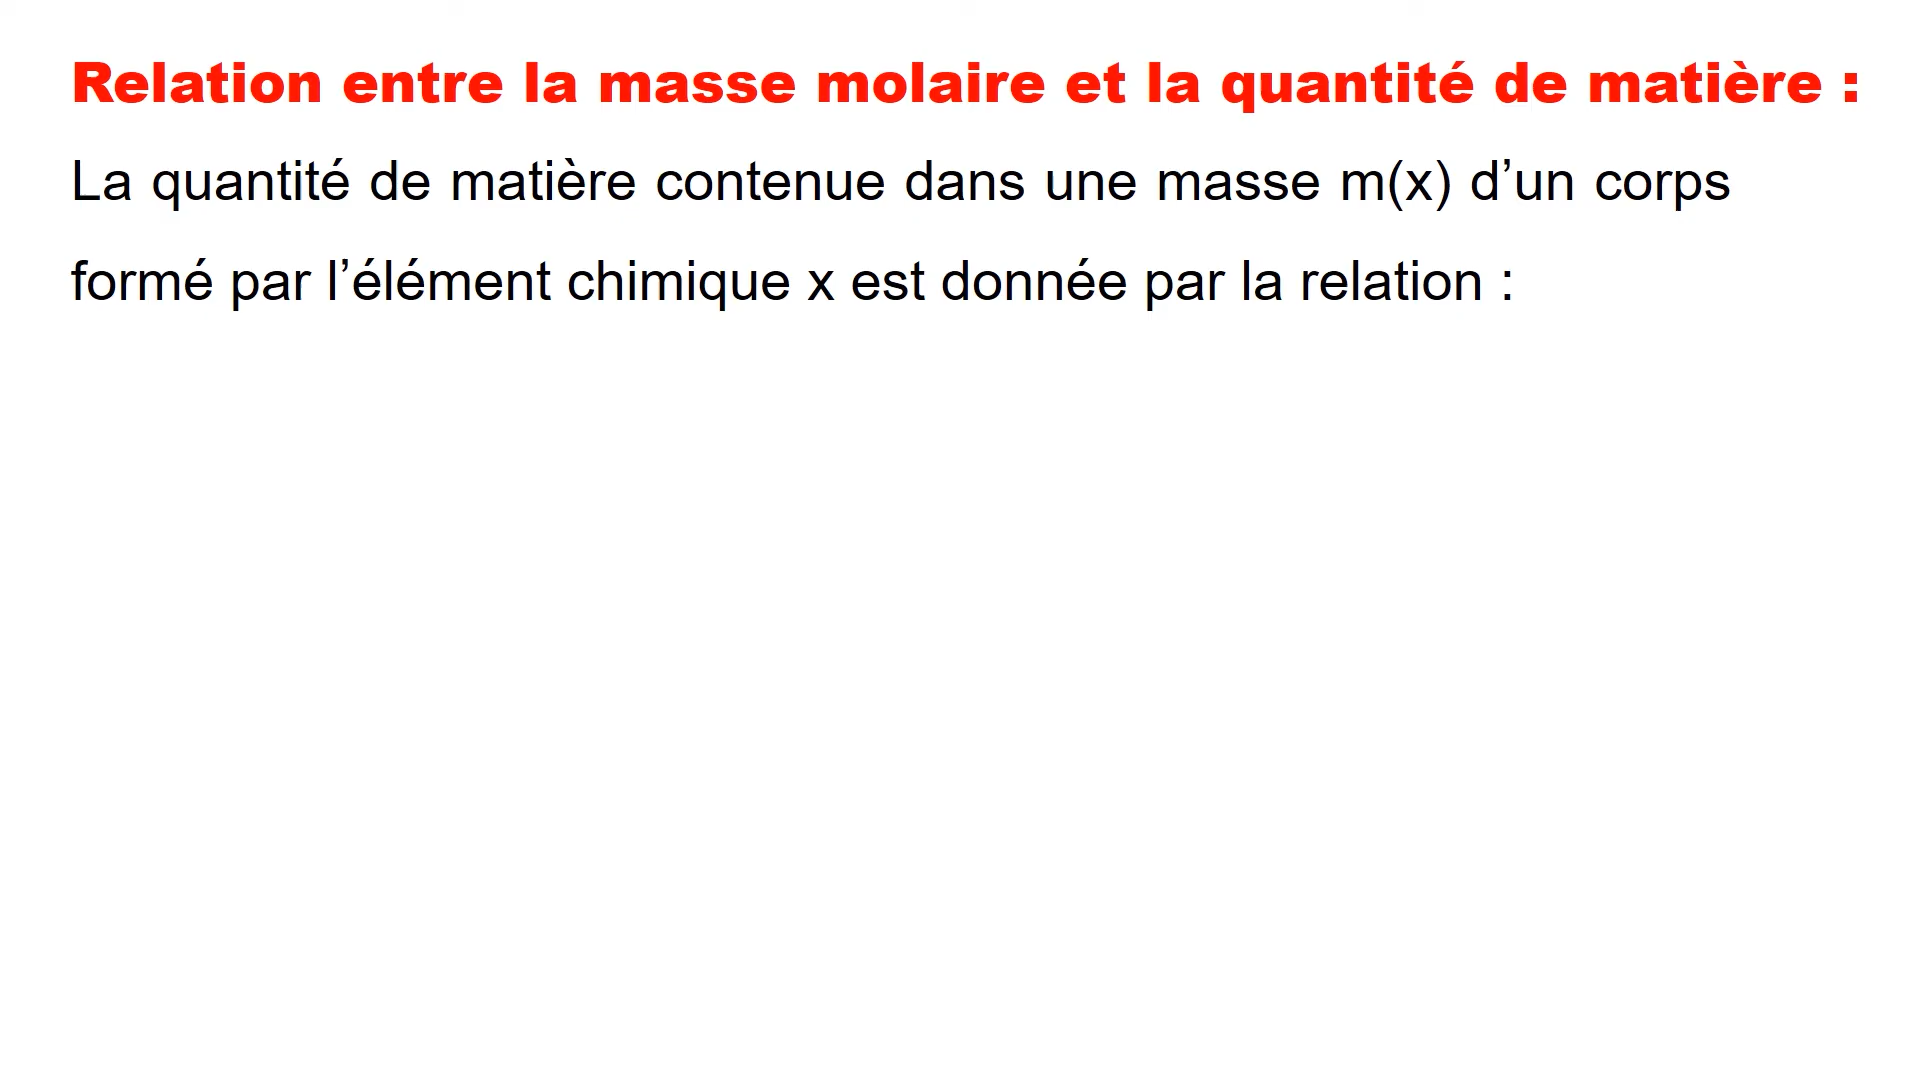 Relation entre la masse molaire et la quantité de matière :
La quantité de matière contenue dans une masse m(x) d’un corps
formé par l’élément chimique x est donnée par la relation :